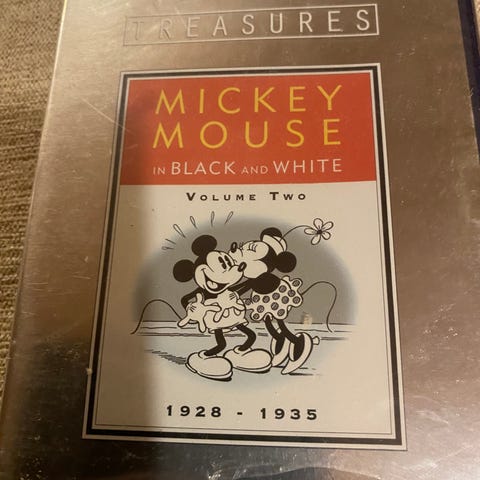 TREASURES
MICKEY
MOUSE
IN BLACK AND WHITE
VOLUME TWO
1928 - 1935